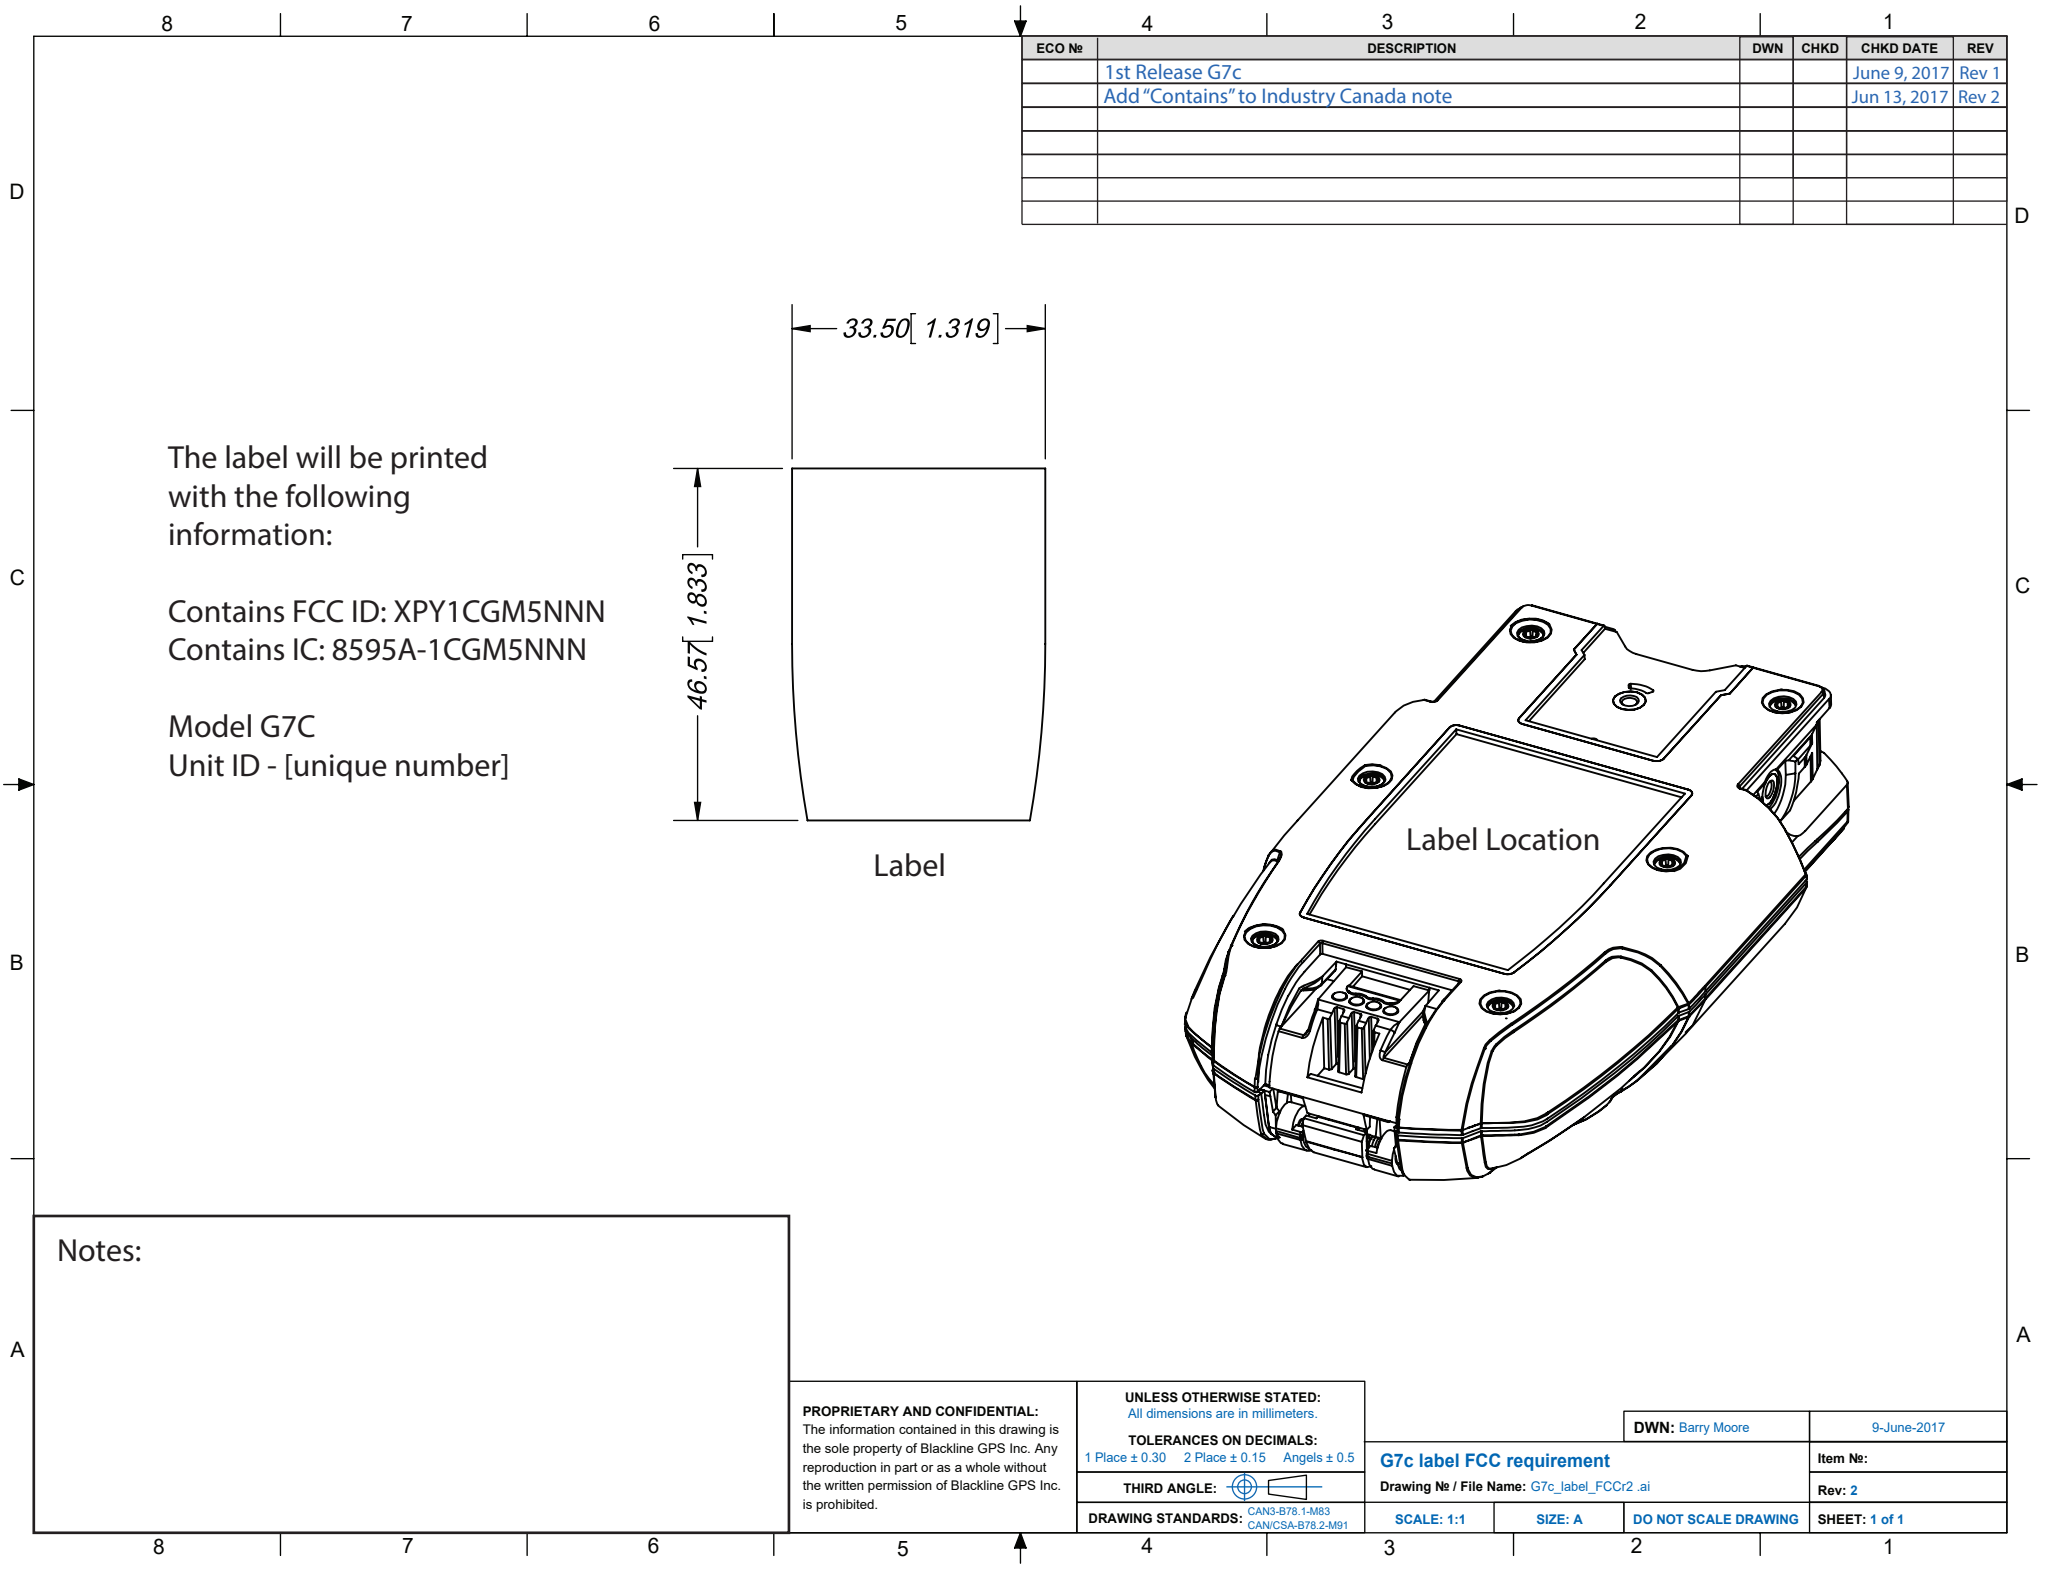 8 7 6 5 4 3 2 1
ECO № DESCRIPTION DWN CHKD CHKD DATE REV
1st Release G7c June 9, 2017 Rev 1
Add “Contains” to Industry Canada note Jun 13, 2017 Rev 2
D D
33.50[ 1.319 ]
The label will be printed
with the following
information:
46.57[ 1.833 ]
C C
Contains FCC ID: XPY1CGM5NNN
Contains IC: 8595A-1CGM5NNN
Model G7C
Unit ID - [unique number]
Label
Label Location
B B
Notes:
A A
PROPRIETARY AND CONFIDENTIAL:
The information contained in this drawing is
the sole property of Blackline GPS Inc. Any
reproduction in part or as a whole without
the written permission of Blackline GPS Inc.
is prohibited.
UNLESS OTHERWISE STATED:
All dimensions are in millimeters.
TOLERANCES ON DECIMALS:
1 Place ± 0.30 2 Place ± 0.15 Angels ± 0.5
THIRD ANGLE:
DRAWING STANDARDS: CAN3-B78.1-M83
CAN/CSA-B78.2-M91
DWN: Barry Moore 9-June-2017
G7c label FCC requirement
Item №:
Drawing № / File Name: G7c_label_FCCr2 .ai
Rev: 2
SCALE: 1:1 SIZE: A DO NOT SCALE DRAWING SHEET: 1 of 1
8 7 6 5 4 3 2 1